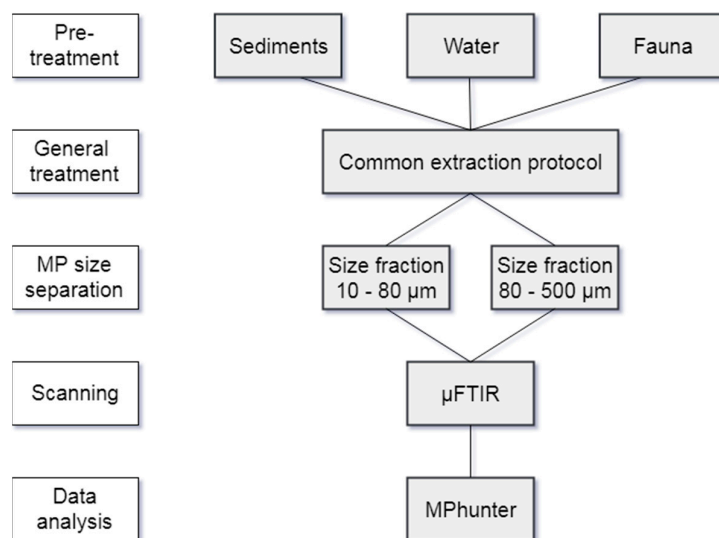 Pre-
treatment
Sediments
Water
Fauna
General
treatment
Common extraction protocol
MP size
separation
Size fraction
10 - 80 µm
Size fraction
80 - 500 µm
Scanning
µFTIR
Data
analysis
MPhunter